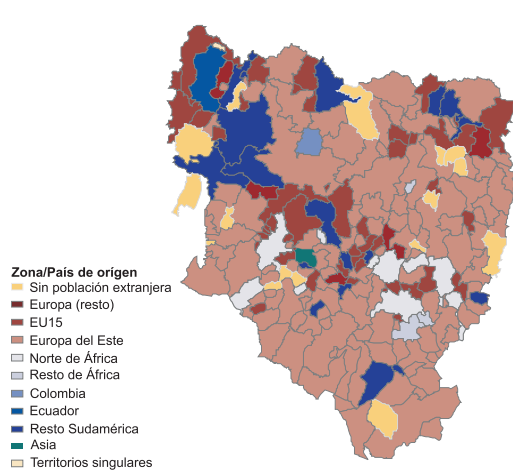 Zona/País de orígen
Sin población extranjera
Europa (resto)
EU15
Europa del Este
Norte de África
Resto de África
Colombia
Ecuador
Resto Sudamérica
Asia
Territorios singulares